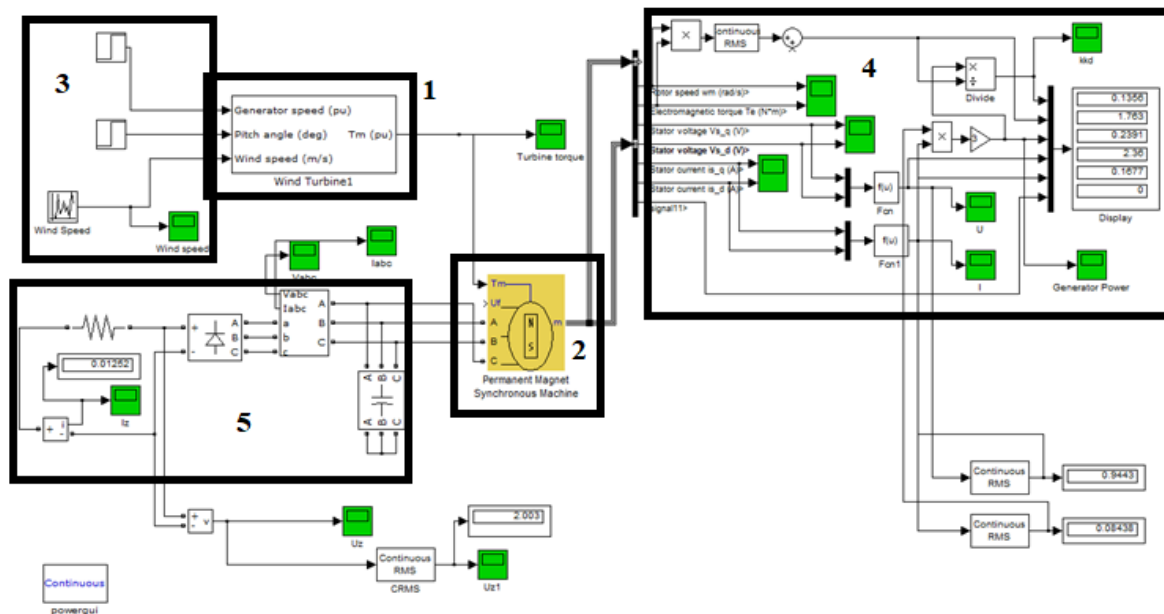 3
Wind Speed
Wind speed
1
Generator speed (pu)
Pitch angle (deg)
Wind speed (m/s)
Tm (pu)
Wind Turbine1
Turbine torque
Iabc
4
×
RMS
×
kkd
×
÷
Divide
Rotor speed wm (rad/s)>
Electromagnetic torque Te (N*m)>
Stator voltage Vs_q (V)>
Stator voltage Vs_d (V)>
Stator current is_q (A)>
Stator current is_d (A)>
signal11>
×
3
f(u)
Fcn
f(u)
Fcn1
U
I
Generator Power
0.1356
1.763
0.2391
2.36
0.1677
0
Display
2
Tm
Uf
A
B
C
N
S
m
Permanent Magnet
Synchronous Machine
5
+
-
A
B
C
Vabc
Iabc
a
b
c
A
B
C
A
B
C
A
B
C
0.01252
Iz
+
-
i
+
-
v
Uz
Continuous
RMS
CRMS
2.003
Uz1
Continuous
RMS
0.9443
Continuous
RMS
0.08438
Continuous
powergui